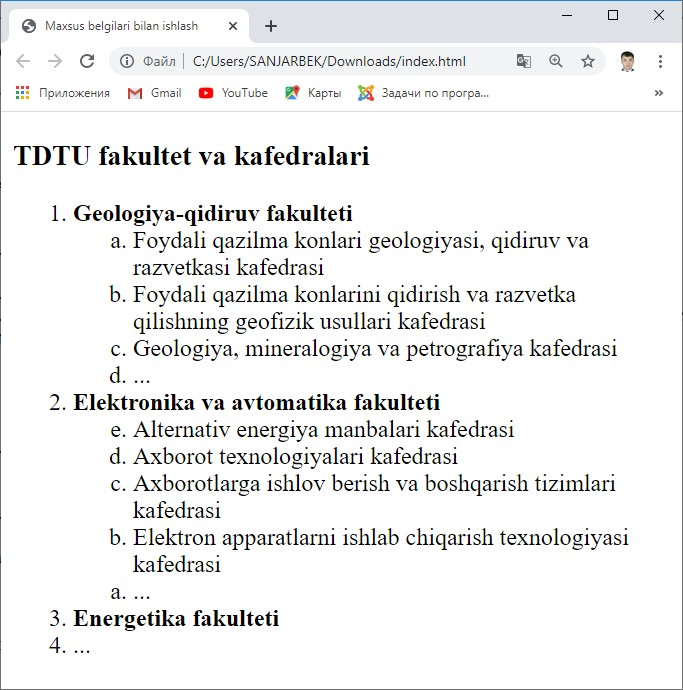 Maxsus belgilari bilan ishlash
Файл | C:/Users/SANJARBEK/Downloads/index.html
Приложения Gmail YouTube Карты Задачи по програ... »
TDTU fakultet va kafedralari
1. Geologiya-qidiruv fakulteti
a. Foydali qazilma konlari geologiyasi, qidiruv va
razvetkasi kafedrasi
b. Foydali qazilma konlarini qidirish va razvetka
qilishning geofizik usullari kafedrasi
c. Geologiya, mineralogiya va petrografiya kafedrasi
d. ...
2. Elektronika va avtomatika fakulteti
e. Alternativ energiya manbalari kafedrasi
d. Axborot texnologiyalari kafedrasi
c. Axborotlarga ishlov berish va boshqarish tizimlari
kafedrasi
b. Elektron apparatlarni ishlab chiqarish texnologiyasi
kafedrasi
a. ...
3. Energetika fakulteti
4. ...